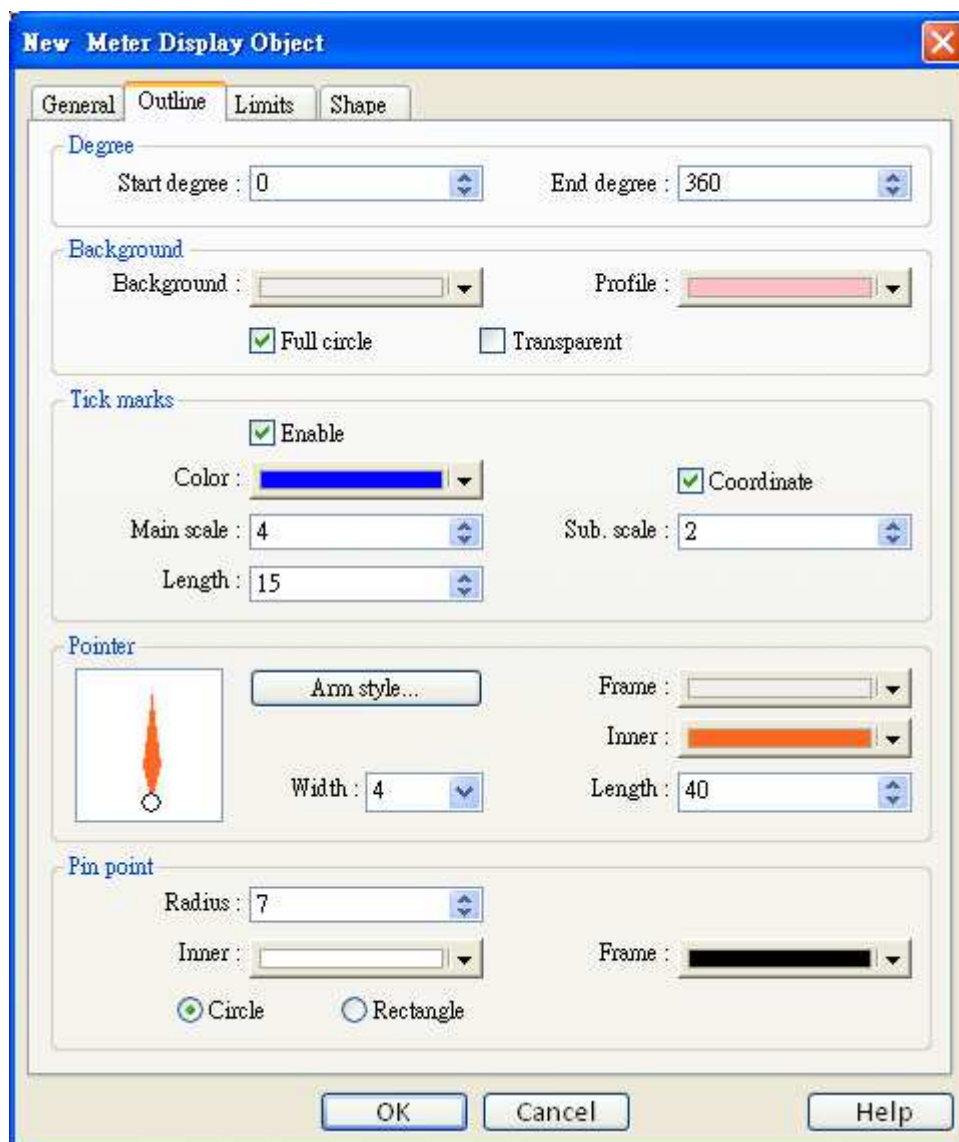 New Meter Display Object
General Outline Limits Shape
Degree
Start degree : 0 End degree : 360
Background
Background : Profile :
Full circle Transparent
Tick marks
Enable
Color : Coordinate
Main scale : 4 Sub. scale : 2
Length : 15
Pointer
Arm style... Frame :
Inner :
Width : 4 Length : 40
Pin point
Radius : 7
Inner : Frame :
Circle Rectangle
OK Cancel Help